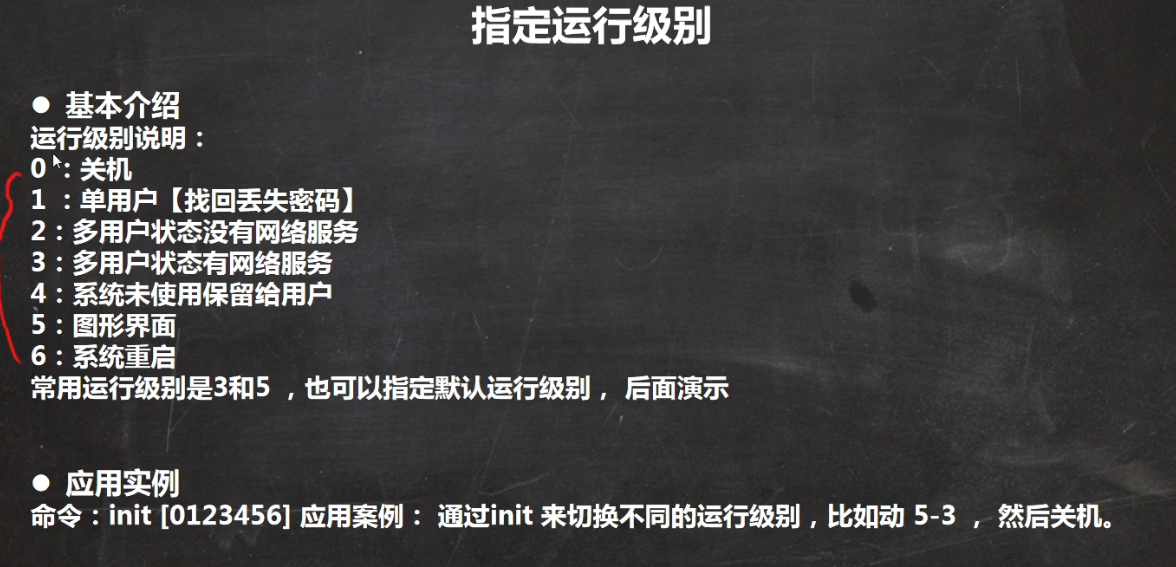 指定运行级别
● 基本介绍
运行级别说明：
0 ：关机
1 ：单用户【找回丢失密码】
2：多用户状态没有网络服务
3：多用户状态有网络服务
4：系统未使用保留给用户
5：图形界面
6：系统重启
常用运行级别是3和5 ，也可以指定默认运行级别， 后面演示
● 应用实例
命令：init [0123456] 应用案例： 通过init 来切换不同的运行级别，比如动 5-3 ， 然后关机。